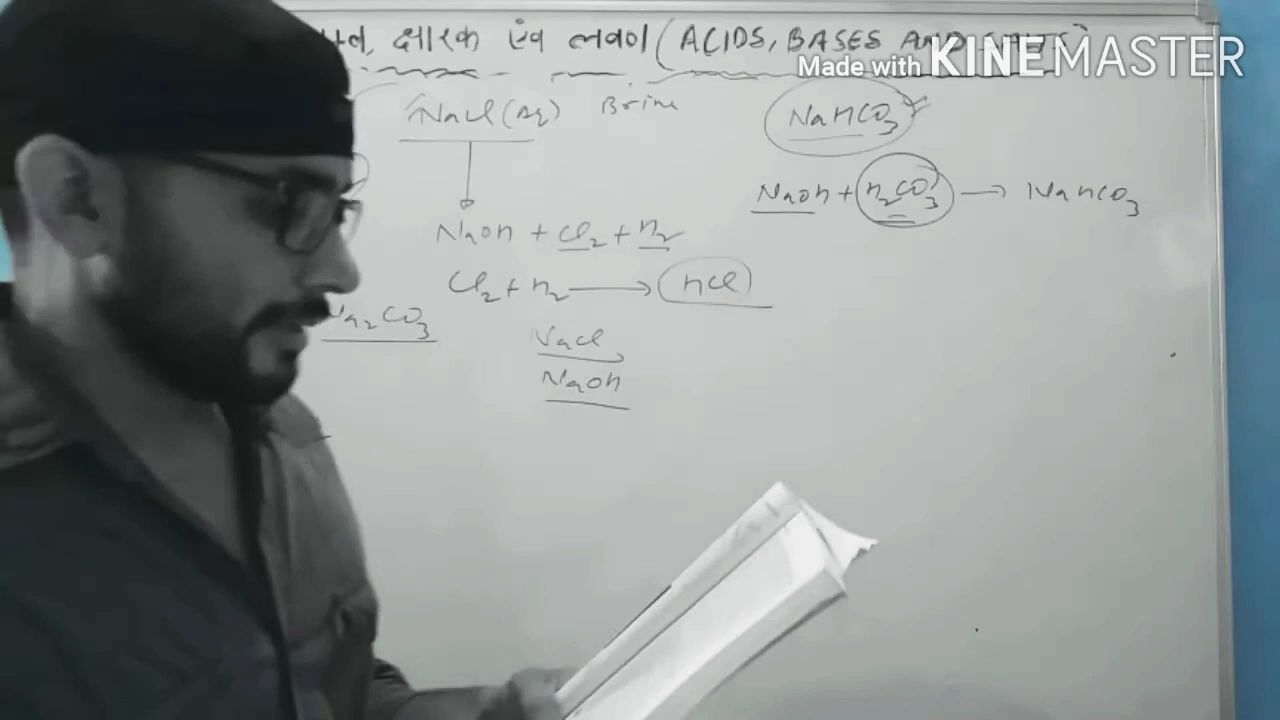 क्षारक एंव लवण (ACIDS, BASES AND
Made with KINEMASTER
NaCl(Aq) Brine
NaHCO3
NaOH + H2CO3 → NaHCO3
NaOH + Cl2 + H2
Cl2 + H2 → HCl
Na2CO3
NaCl
NaOH